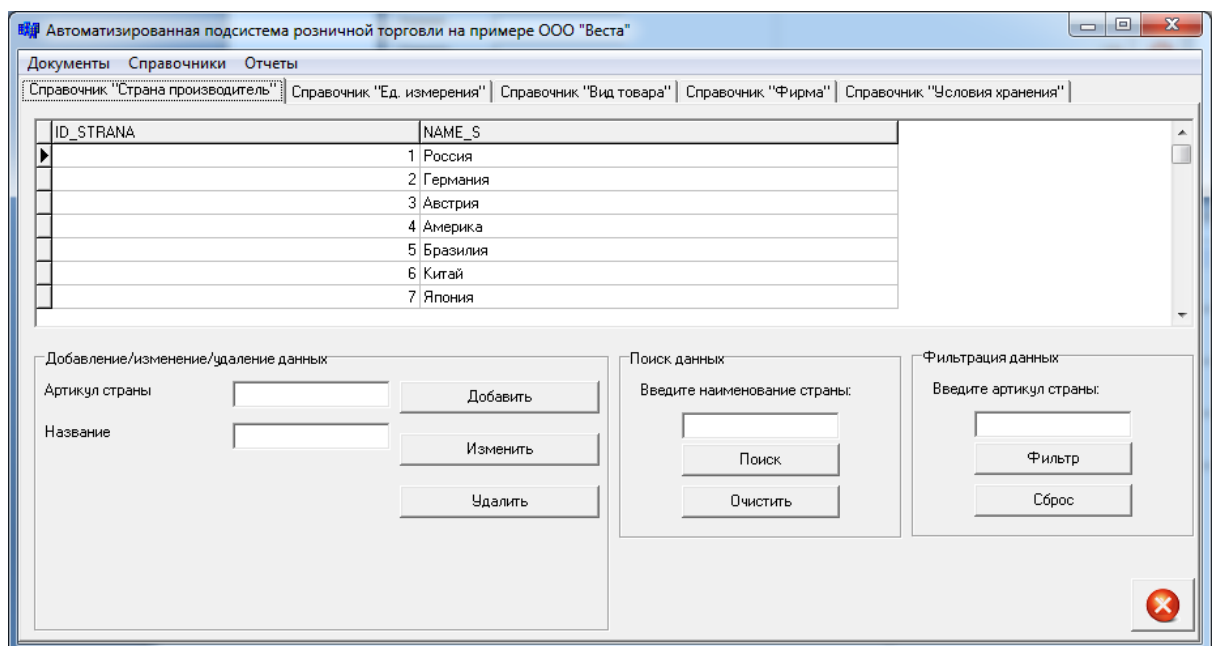 Автоматизированная подсистема розничной торговли на примере ООО "Веста"
Документы Справочники Отчеты
Справочник "Страна производитель" Справочник "Ед. измерения" Справочник "Вид товара" Справочник "Фирма" Справочник "Условия хранения"
ID_STRANA NAME_S
1 Россия
2 Германия
3 Австрия
4 Америка
5 Бразилия
6 Китай
7 Япония
Добавление/изменение/удаление данных
Артикул страны
Добавить
Название
Изменить
Удалить
Поиск данных
Введите наименование страны:
Поиск
Очистить
Фильтрация данных
Введите артикул страны:
Фильтр
Сброс